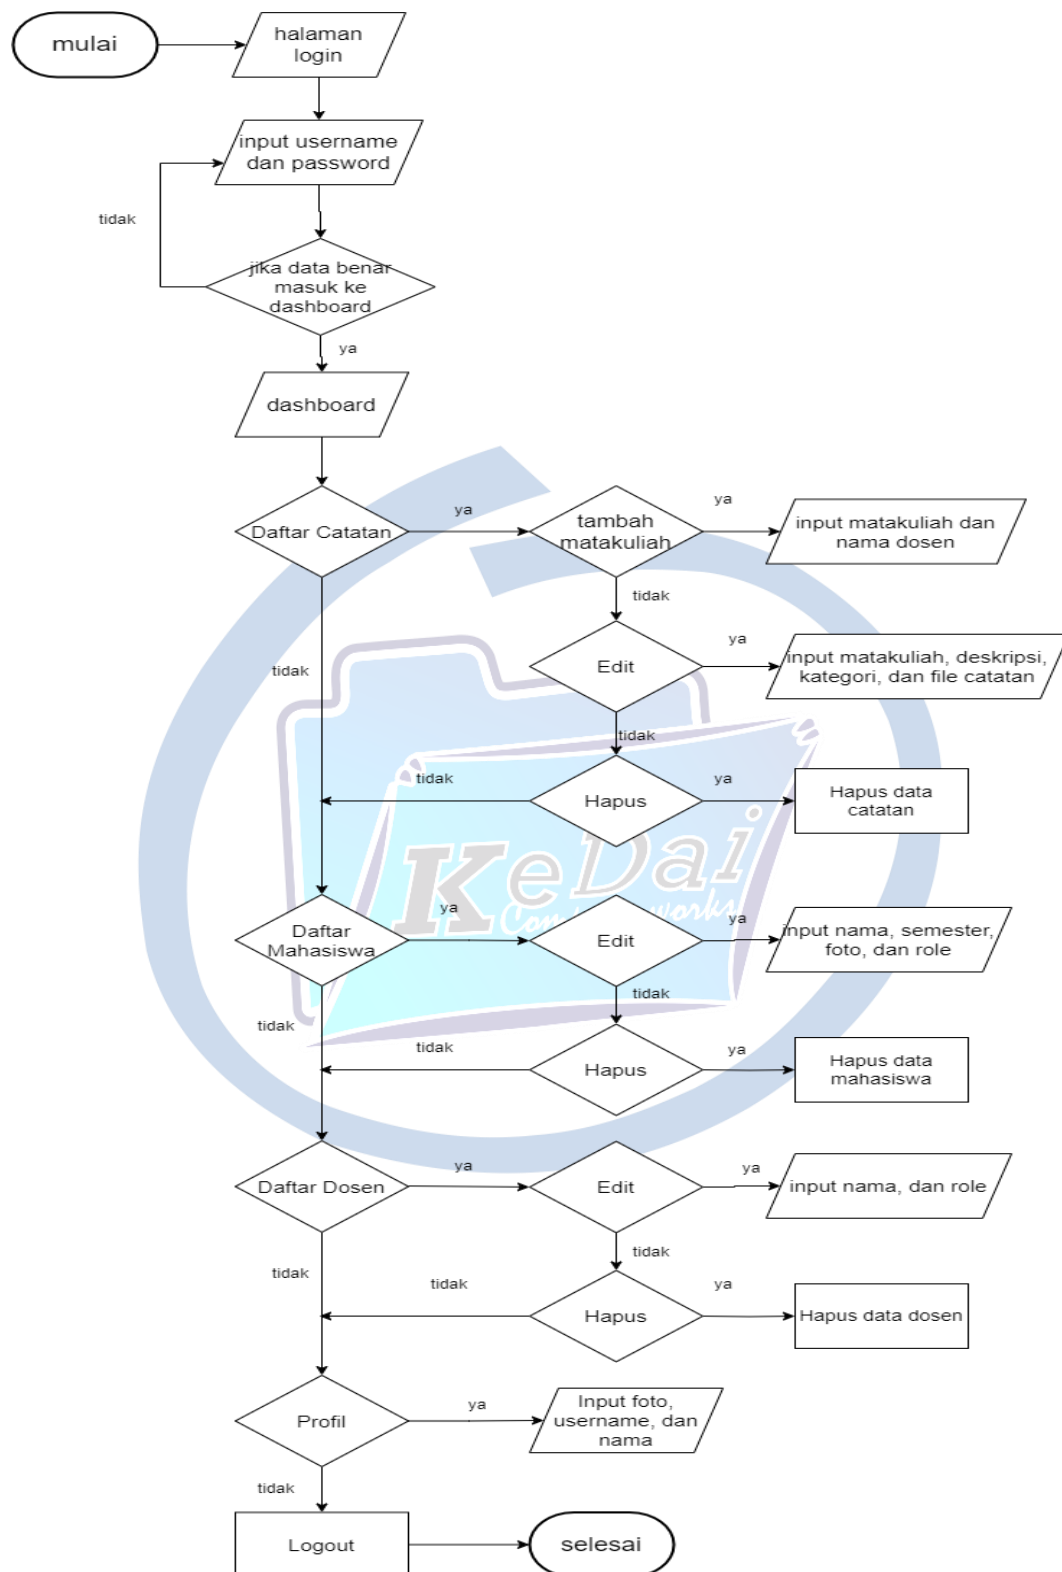 mulai
halaman
login
input username
dan password
tidak
jika data benar
masuk ke
dashboard
ya
dashboard
Daftar Catatan
ya
tambah
matakuliah
ya
input matakuliah dan
nama dosen
tidak
tidak
Edit
ya
input matakuliah, deskripsi,
kategori, dan file catatan
tidak
tidak
Hapus
ya
Hapus data
catatan
KeDai
Daftar
Mahasiswa
ya
Edit
ya
input nama, semester,
foto, dan role
tidak
tidak
tidak
Hapus
ya
Hapus data
mahasiswa
Daftar Dosen
ya
Edit
ya
input nama, dan role
tidak
tidak
tidak
Hapus
ya
Hapus data dosen
Profil
ya
Input foto,
username, dan
nama
tidak
Logout
selesai